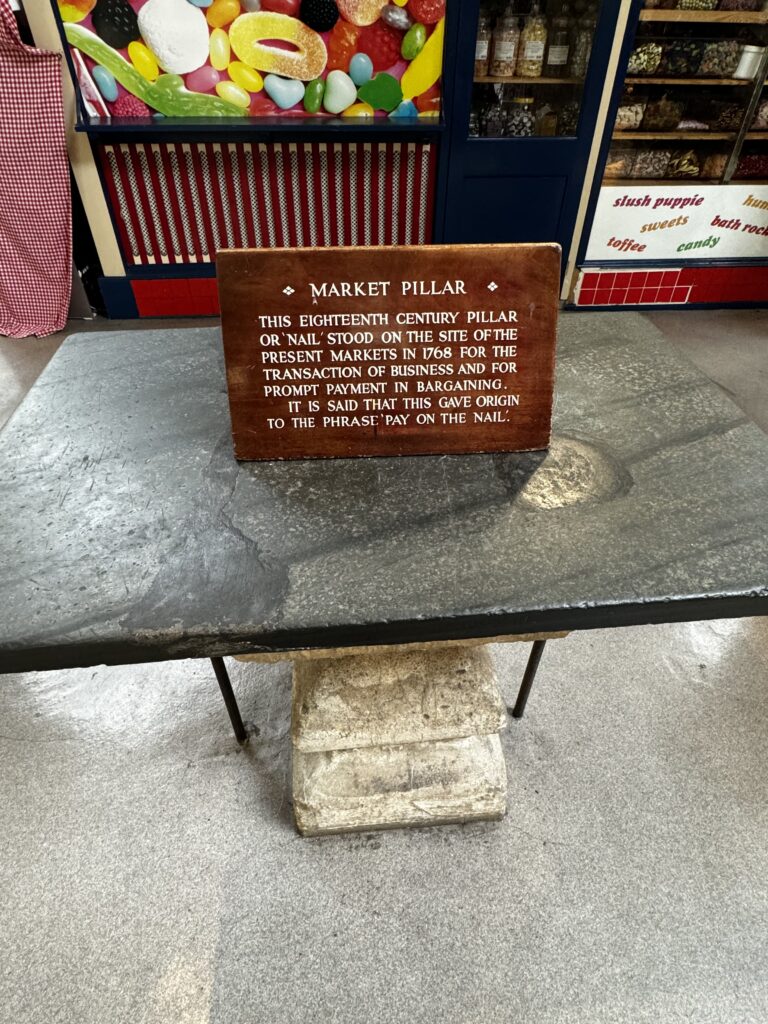 slush puppie
hum
sweets
bath rock
toffee
candy
❖ MARKET PILLAR ❖
THIS EIGHTEENTH CENTURY PILLAR
OR 'NAIL' STOOD ON THE SITE OF THE
PRESENT MARKETS IN 1768 FOR THE
TRANSACTION OF BUSINESS AND FOR
PROMPT PAYMENT IN BARGAINING.
IT IS SAID THAT THIS GAVE ORIGIN
TO THE PHRASE 'PAY ON THE NAIL'.